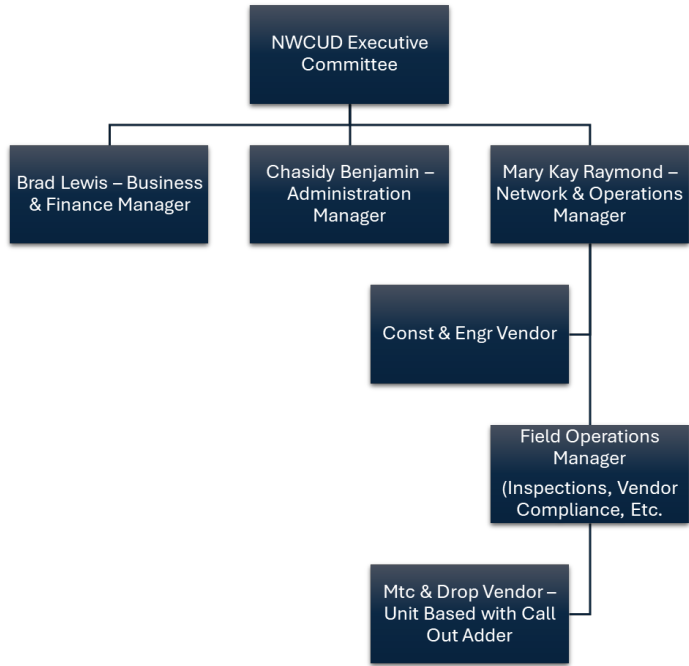 NWCUD Executive
Committee
Brad Lewis – Business
& Finance Manager
Chasidy Benjamin –
Administration
Manager
Mary Kay Raymond –
Network & Operations
Manager
Const & Engr Vendor
Field Operations
Manager
(Inspections, Vendor
Compliance, Etc.
Mtc & Drop Vendor –
Unit Based with Call
Out Adder